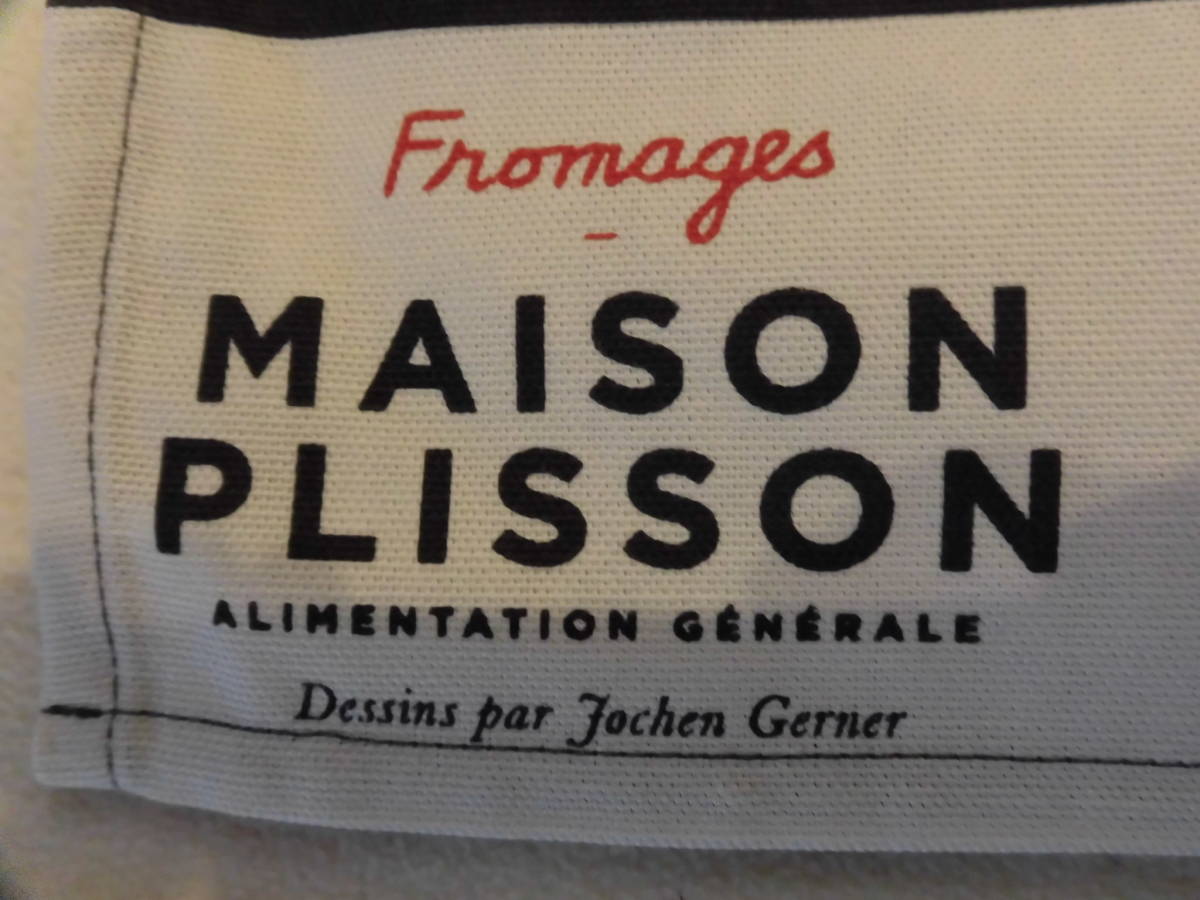 Fromages
-
MAISON
PLISSON
ALIMENTATION GÉNÉRALE
Dessins par Jochen Gerner